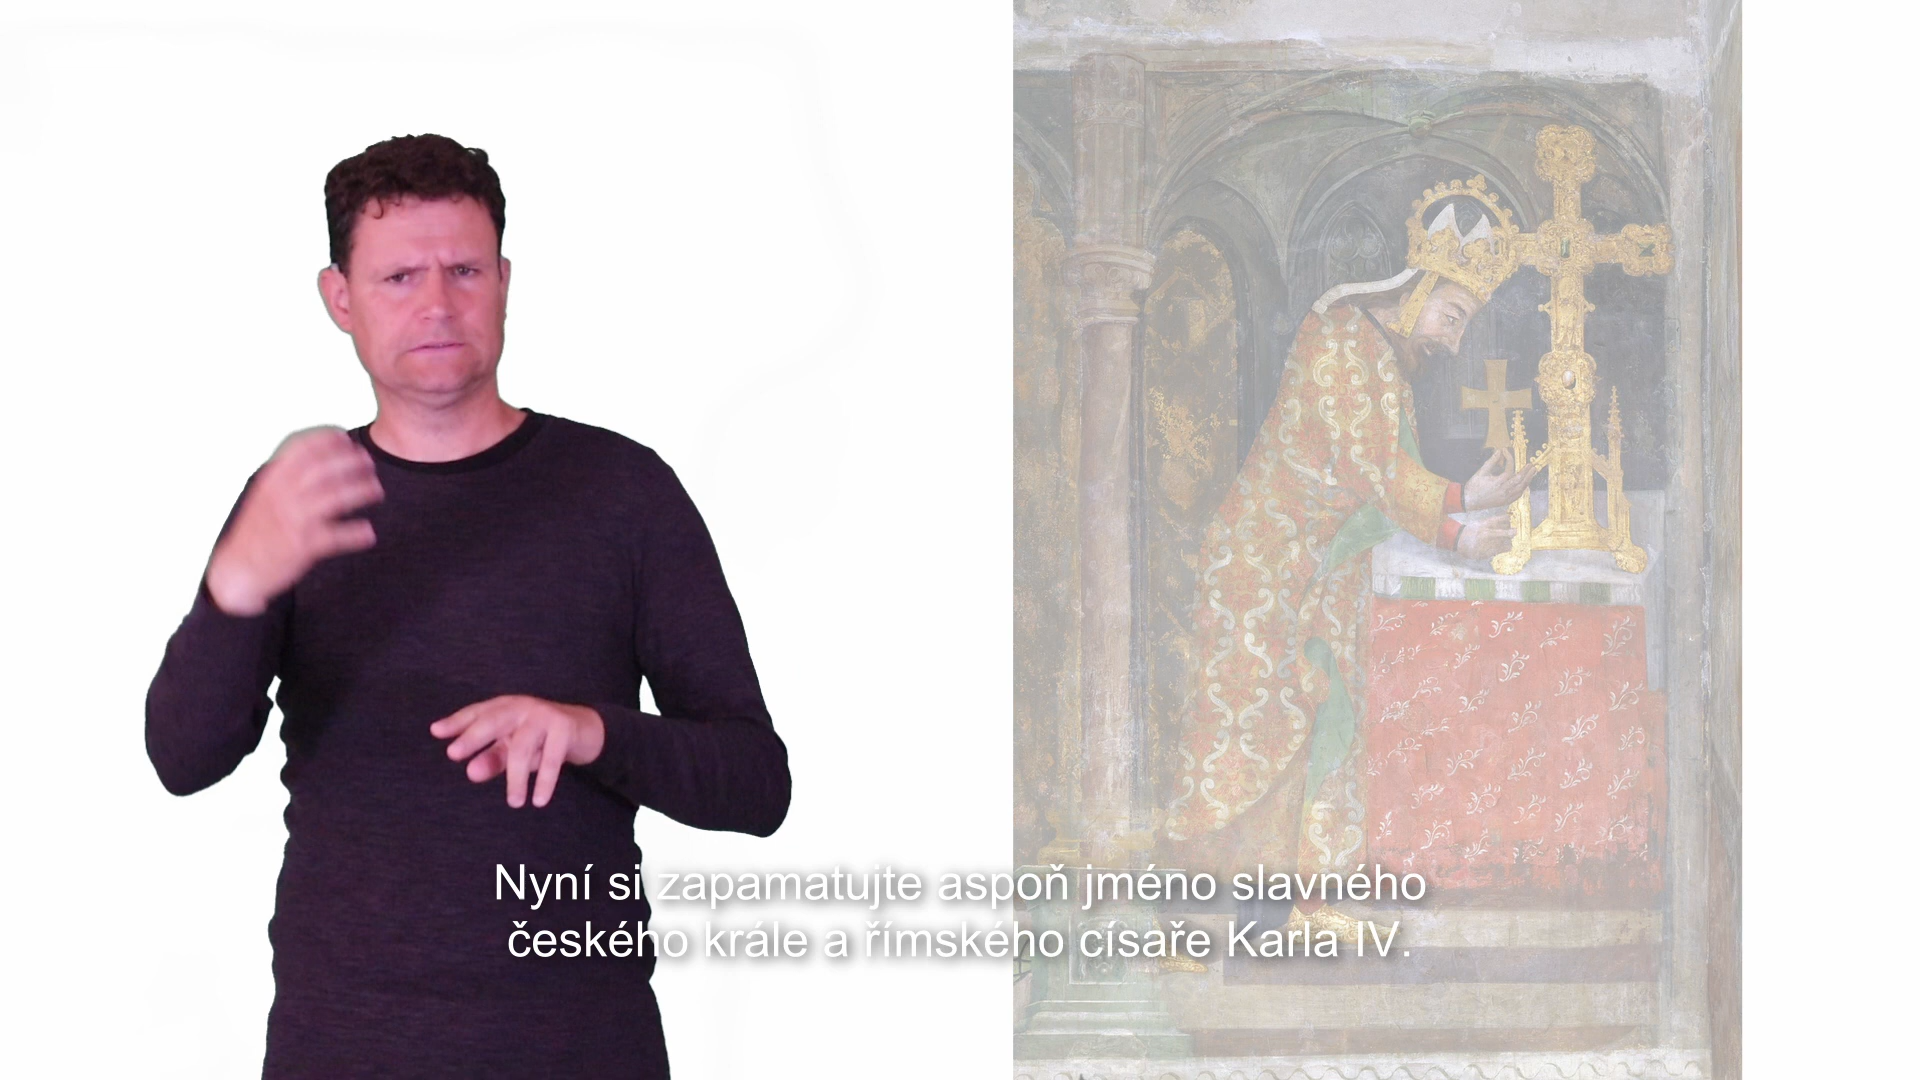 Nyní si zapamatujte aspoň jméno slavného
českého krále a římského císaře Karla IV.